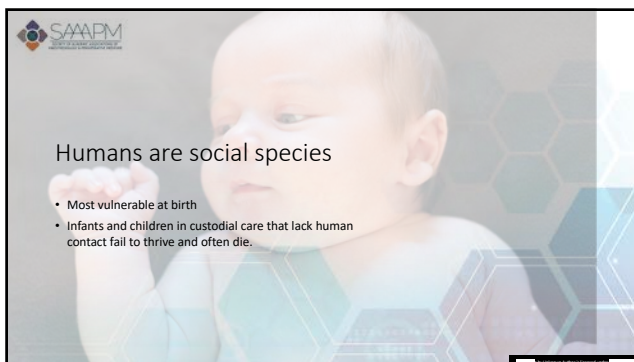 SAAAPM
Humans are social species
• Most vulnerable at birth
• Infants and children in custodial care that lack human
contact fail to thrive and often die.